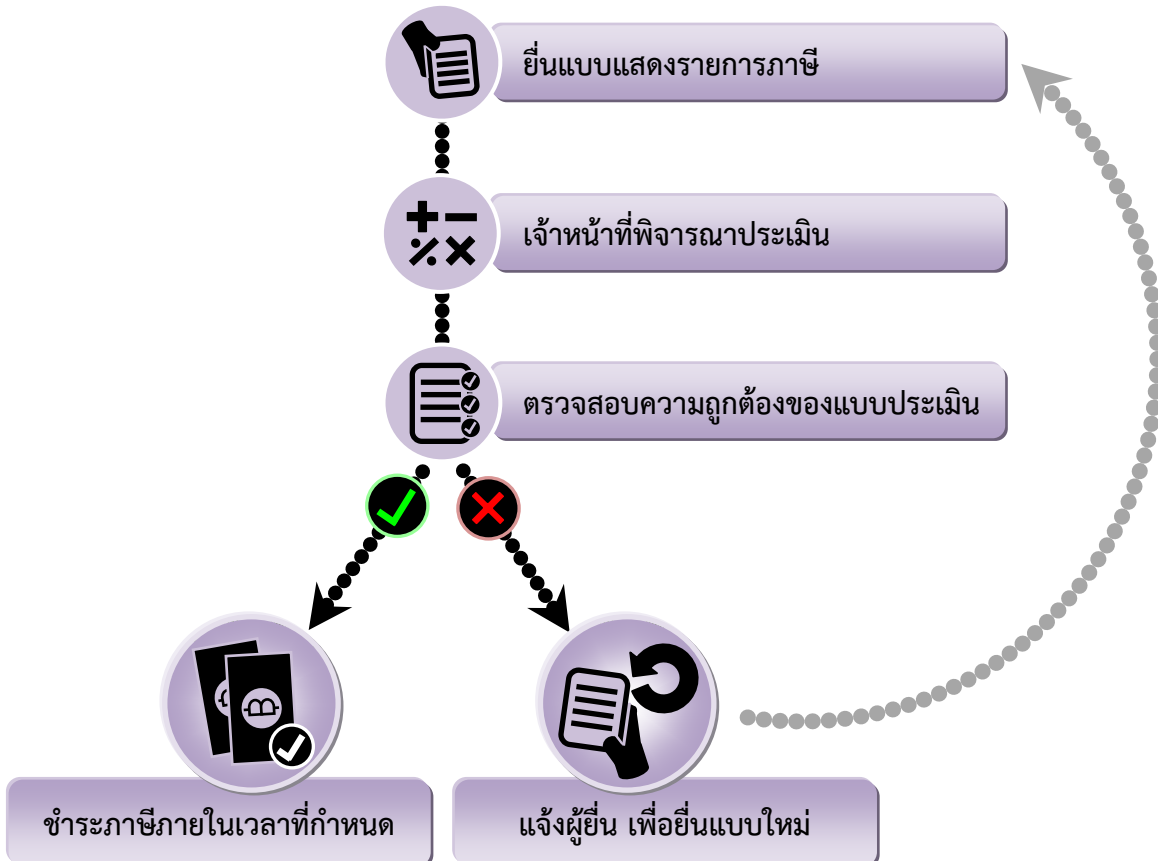 ยื่นแบบแสดงรายการภาษี
เจ้าหน้าที่พิจารณาประเมิน
ตรวจสอบความถูกต้องของแบบประเมิน
ชำระภาษีภายในเวลาที่กำหนด
แจ้งผู้ยื่น เพื่อยื่นแบบใหม่